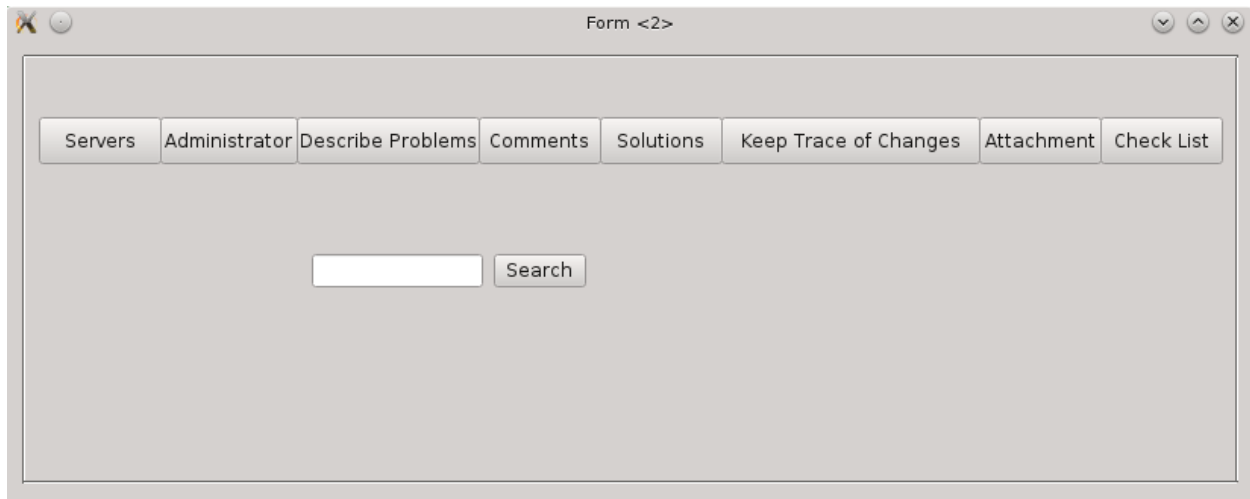 Form <2>
Servers Administrator Describe Problems Comments Solutions Keep Trace of Changes Attachment Check List
Search